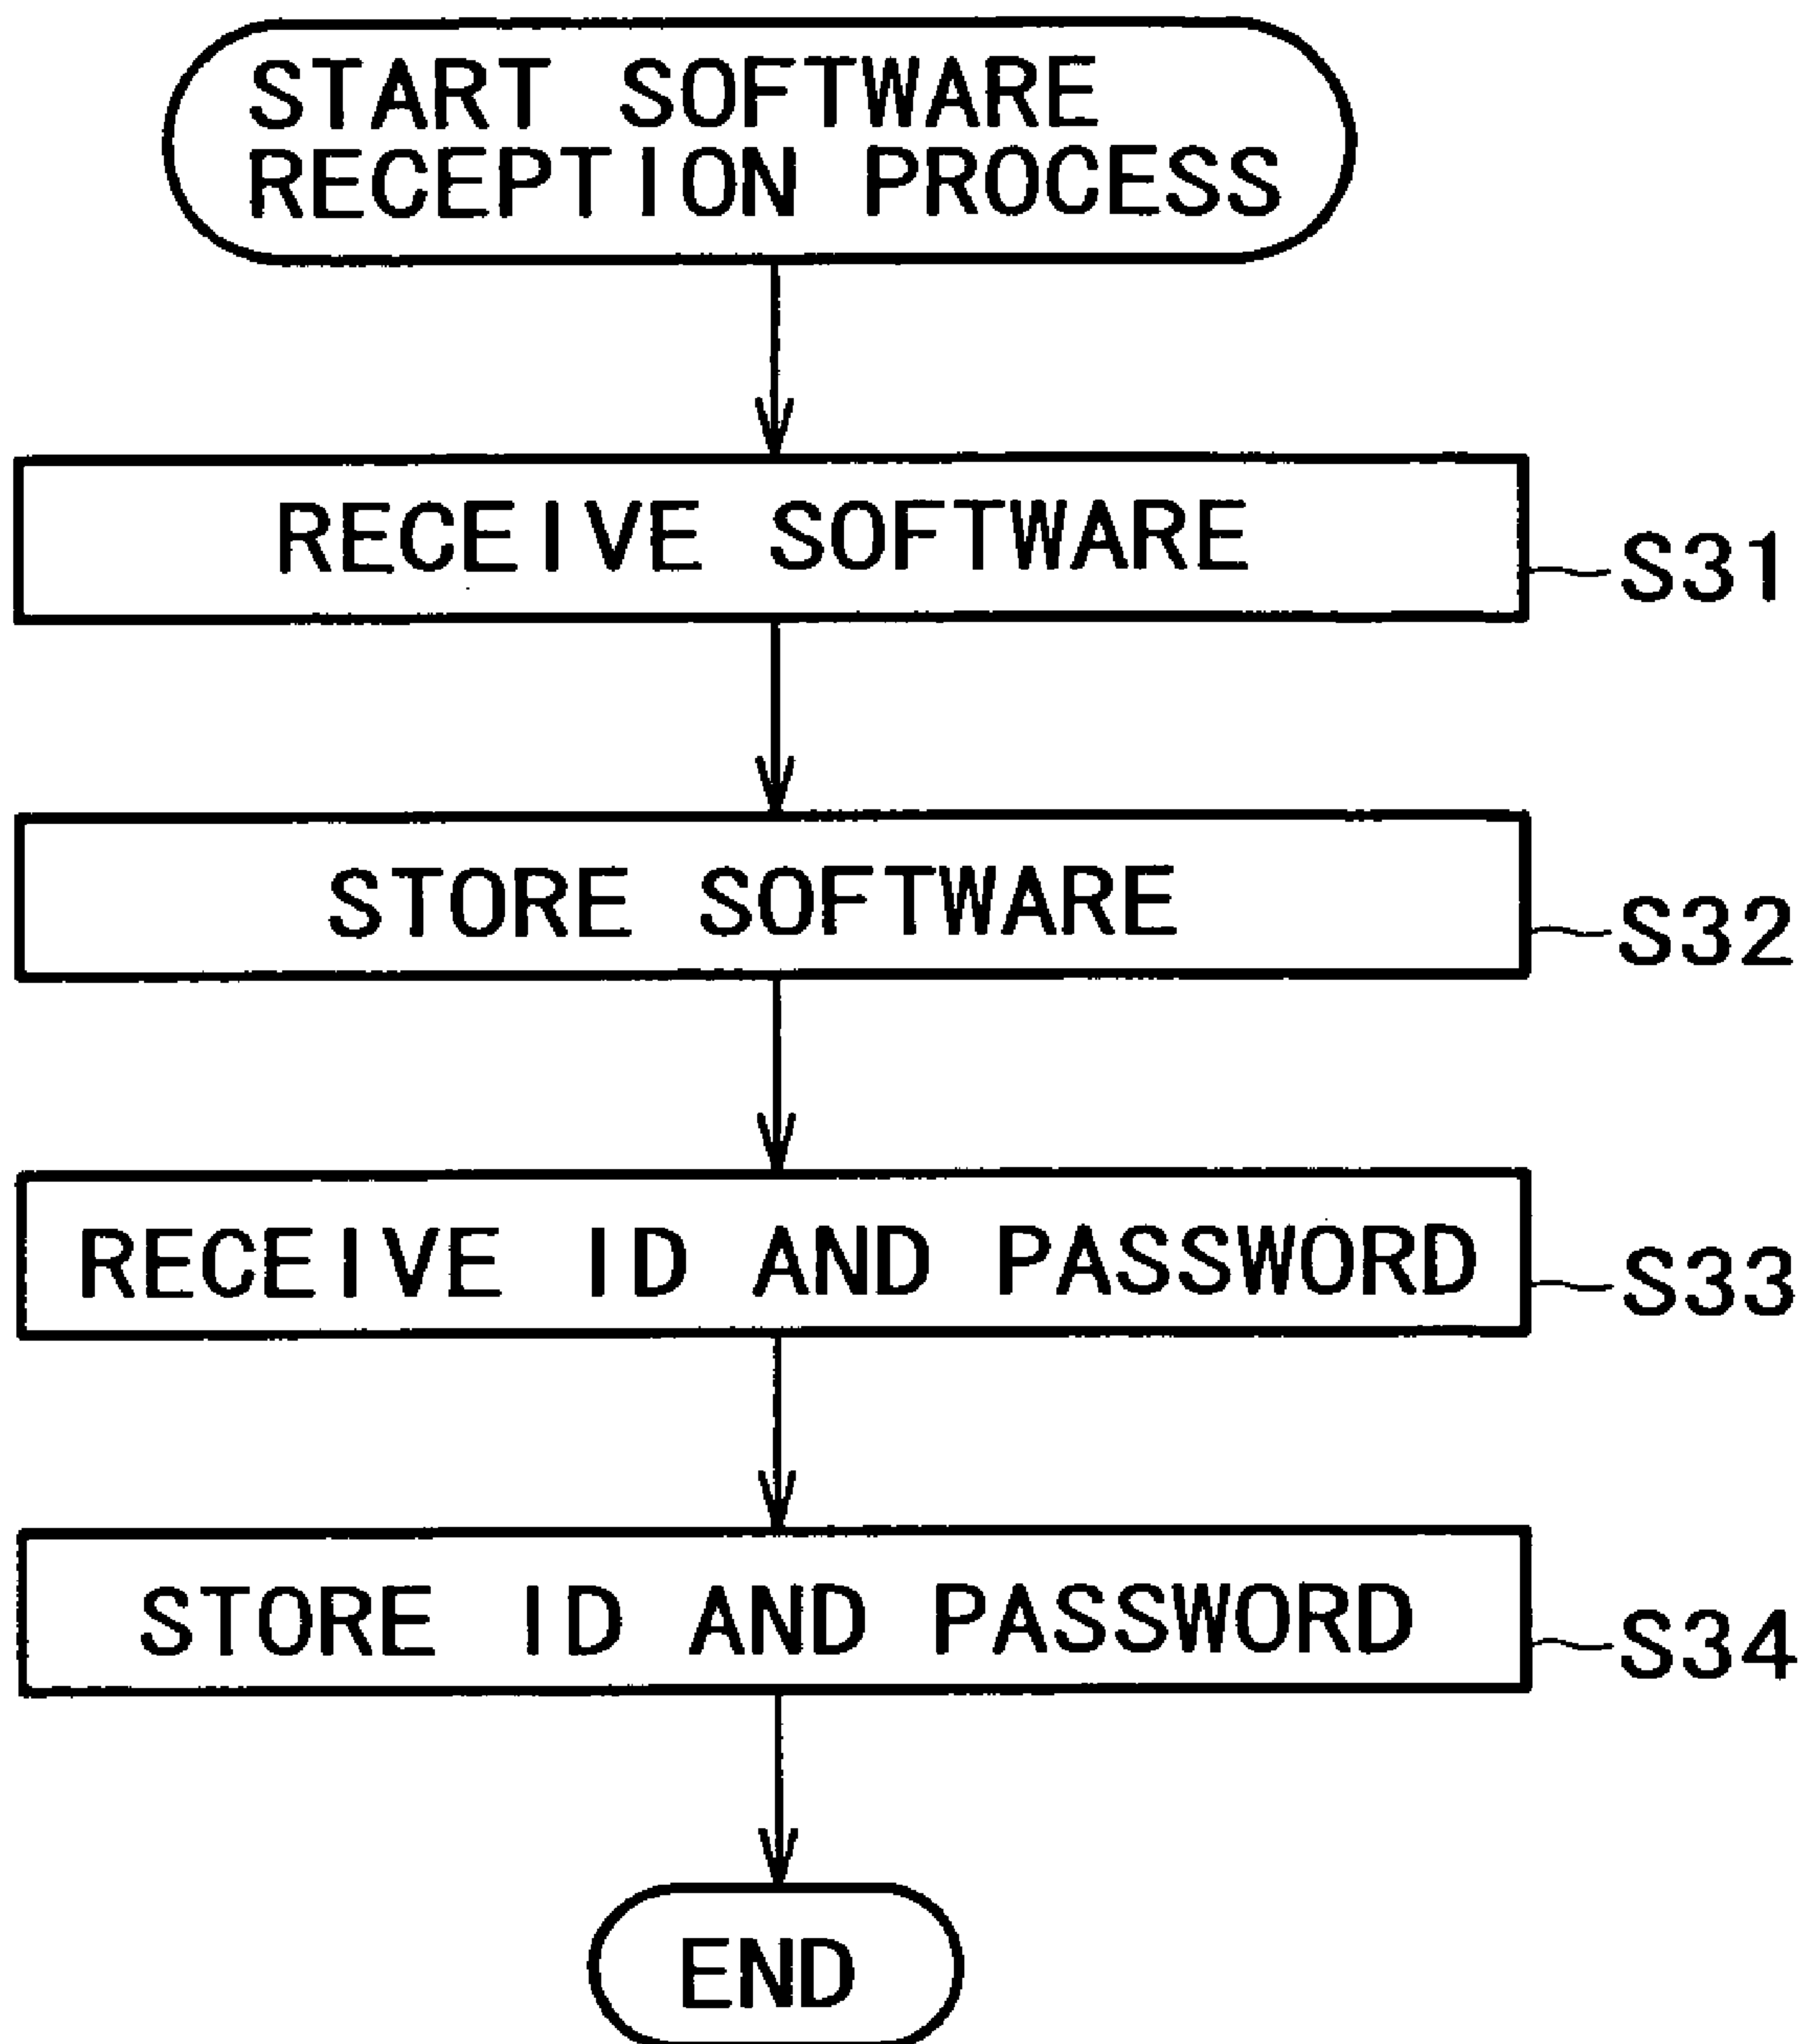 START SOFTWARE
RECEPTION PROCESS
RECEIVE SOFTWARE
S31
STORE SOFTWARE
S32
RECEIVE ID AND PASSWORD
S33
STORE ID AND PASSWORD
S34
END